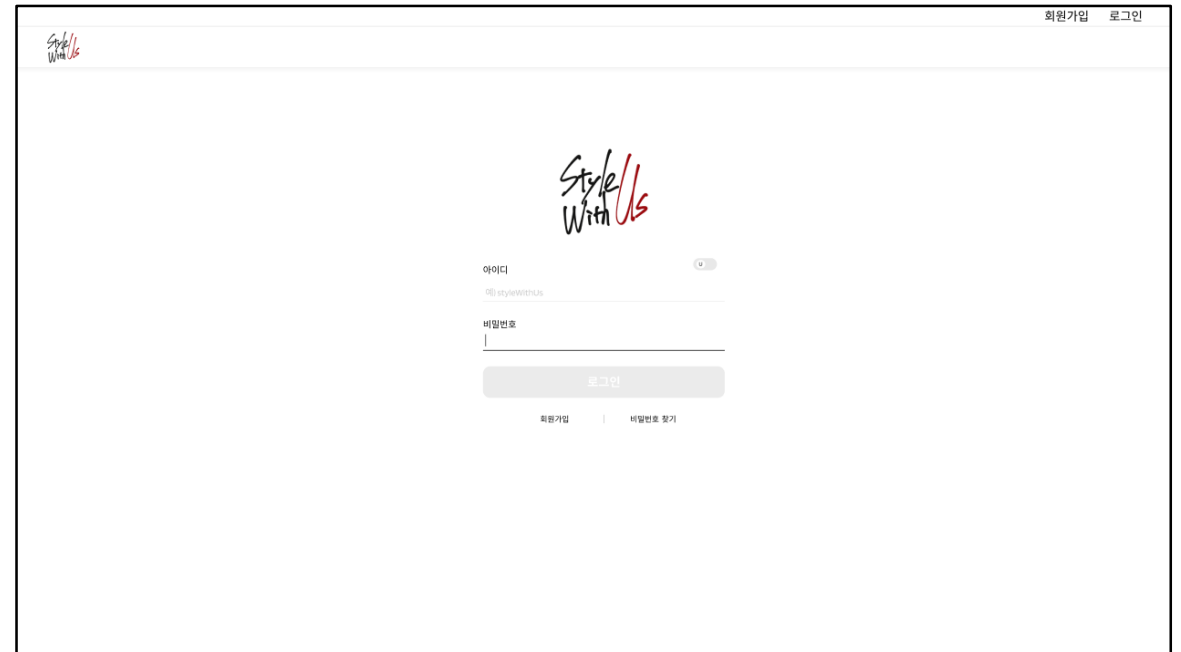 회원가입 로그인
Style
With Us
Style
With Us
아이디
U
예) styleWithUs
비밀번호
로그인
회원가입 | 비밀번호 찾기